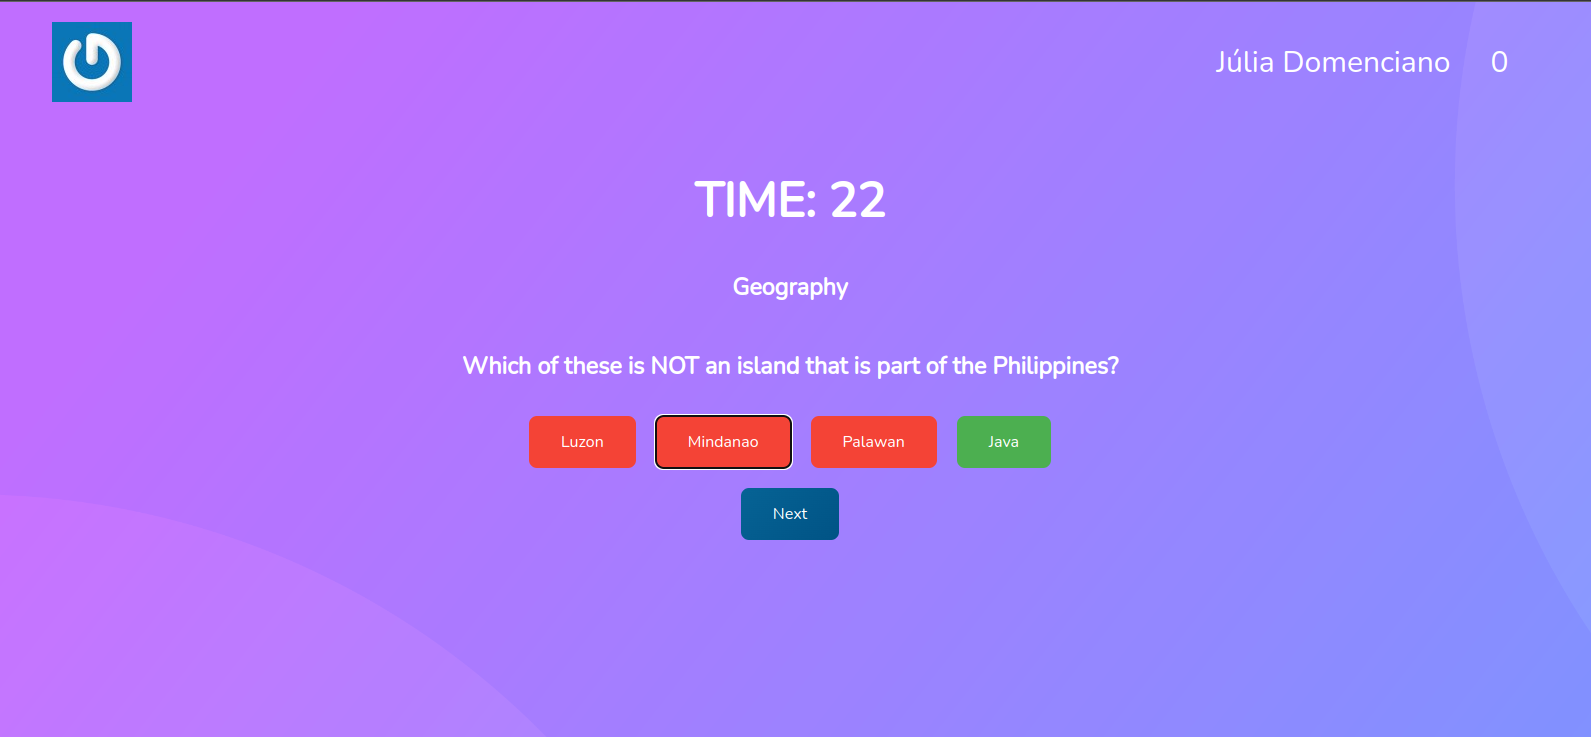 Júlia Domenciano 0
TIME: 22
Geography
Which of these is NOT an island that is part of the Philippines?
Luzon Mindanao Palawan Java
Next